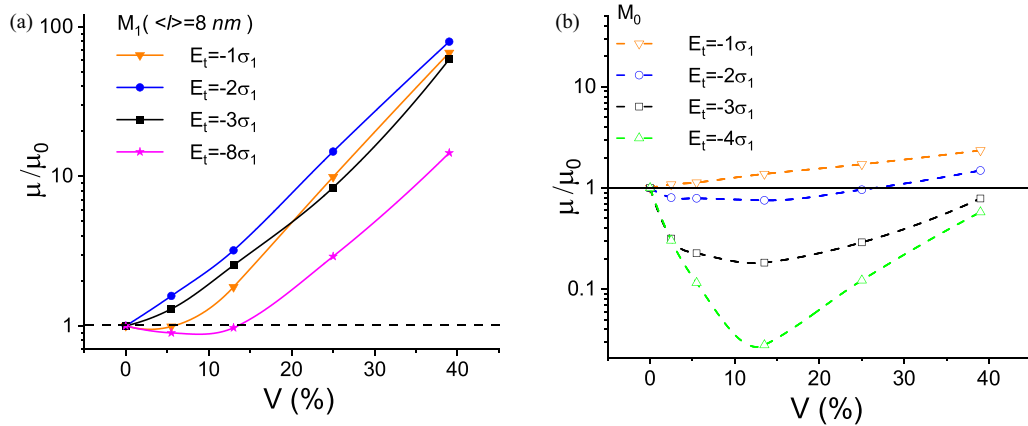 (a)
M₁( <l>=8 nm )
Eₜ=-1σ₁
Eₜ=-2σ₁
Eₜ=-3σ₁
Eₜ=-8σ₁
100
10
1
μ/μ₀
0 10 20 30 40
V (%)
(b)
M₀
Eₜ=-1σ₁
Eₜ=-2σ₁
Eₜ=-3σ₁
Eₜ=-4σ₁
10
1
0.1
μ/μ₀
0 10 20 30 40
V (%)